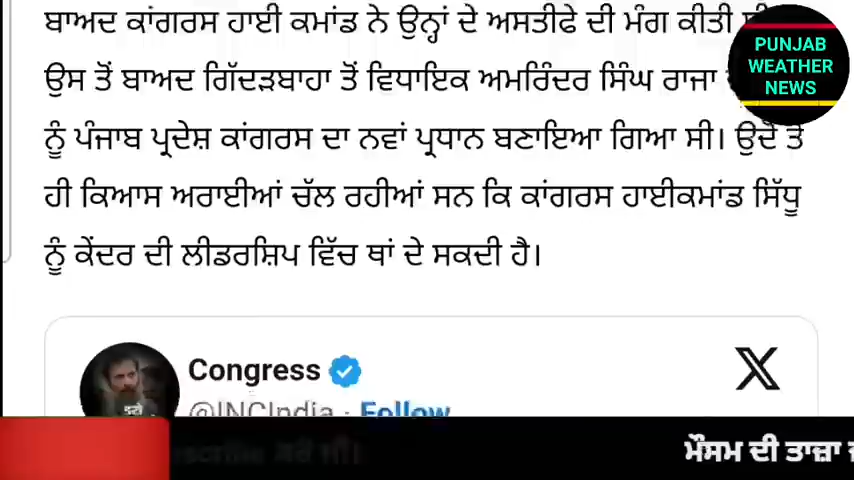 ਬਾਅਦ ਕਾਂਗਰਸ ਹਾਈ ਕਮਾਂਡ ਨੇ ਉਨ੍ਹਾਂ ਦੇ ਅਸਤੀਫੇ ਦੀ ਮੰਗ ਕੀਤੀ
ਉਸ ਤੋਂ ਬਾਅਦ ਗਿੱਦੜਬਾਹਾ ਤੋਂ ਵਿਧਾਇਕ ਅਮਰਿੰਦਰ ਸਿੰਘ ਰਾਜਾ
ਨੂੰ ਪੰਜਾਬ ਪ੍ਰਦੇਸ਼ ਕਾਂਗਰਸ ਦਾ ਨਵਾਂ ਪ੍ਰਧਾਨ ਬਣਾਇਆ ਗਿਆ ਸੀ। ਉਦੋਂ ਤੋਂ
ਹੀ ਕਿਆਸ ਅਰਾਈਆਂ ਚੱਲ ਰਹੀਆਂ ਸਨ ਕਿ ਕਾਂਗਰਸ ਹਾਈਕਮਾਂਡ ਸਿੱਧੂ
ਨੂੰ ਕੇਂਦਰ ਦੀ ਲੀਡਰਸ਼ਿਪ ਵਿੱਚ ਥਾਂ ਦੇ ਸਕਦੀ ਹੈ।
PUNJAB
WEATHER
NEWS
Congress
@INCIndia · Follow
ਮੌਸਮ ਦੀ ਤਾਜ਼ਾ